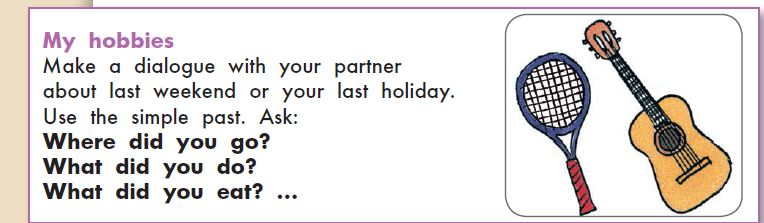 My hobbies
Make a dialogue with your partner
about last weekend or your last holiday.
Use the simple past. Ask:
Where did you go?
What did you do?
What did you eat? ...